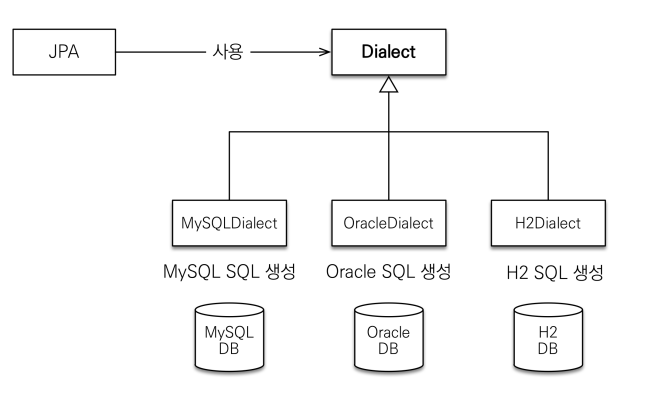 JPA
사용
Dialect
MySQLDialect
OracleDialect
H2Dialect
MySQL SQL 생성
Oracle SQL 생성
H2 SQL 생성
MySQL
DB
Oracle
DB
H2
DB